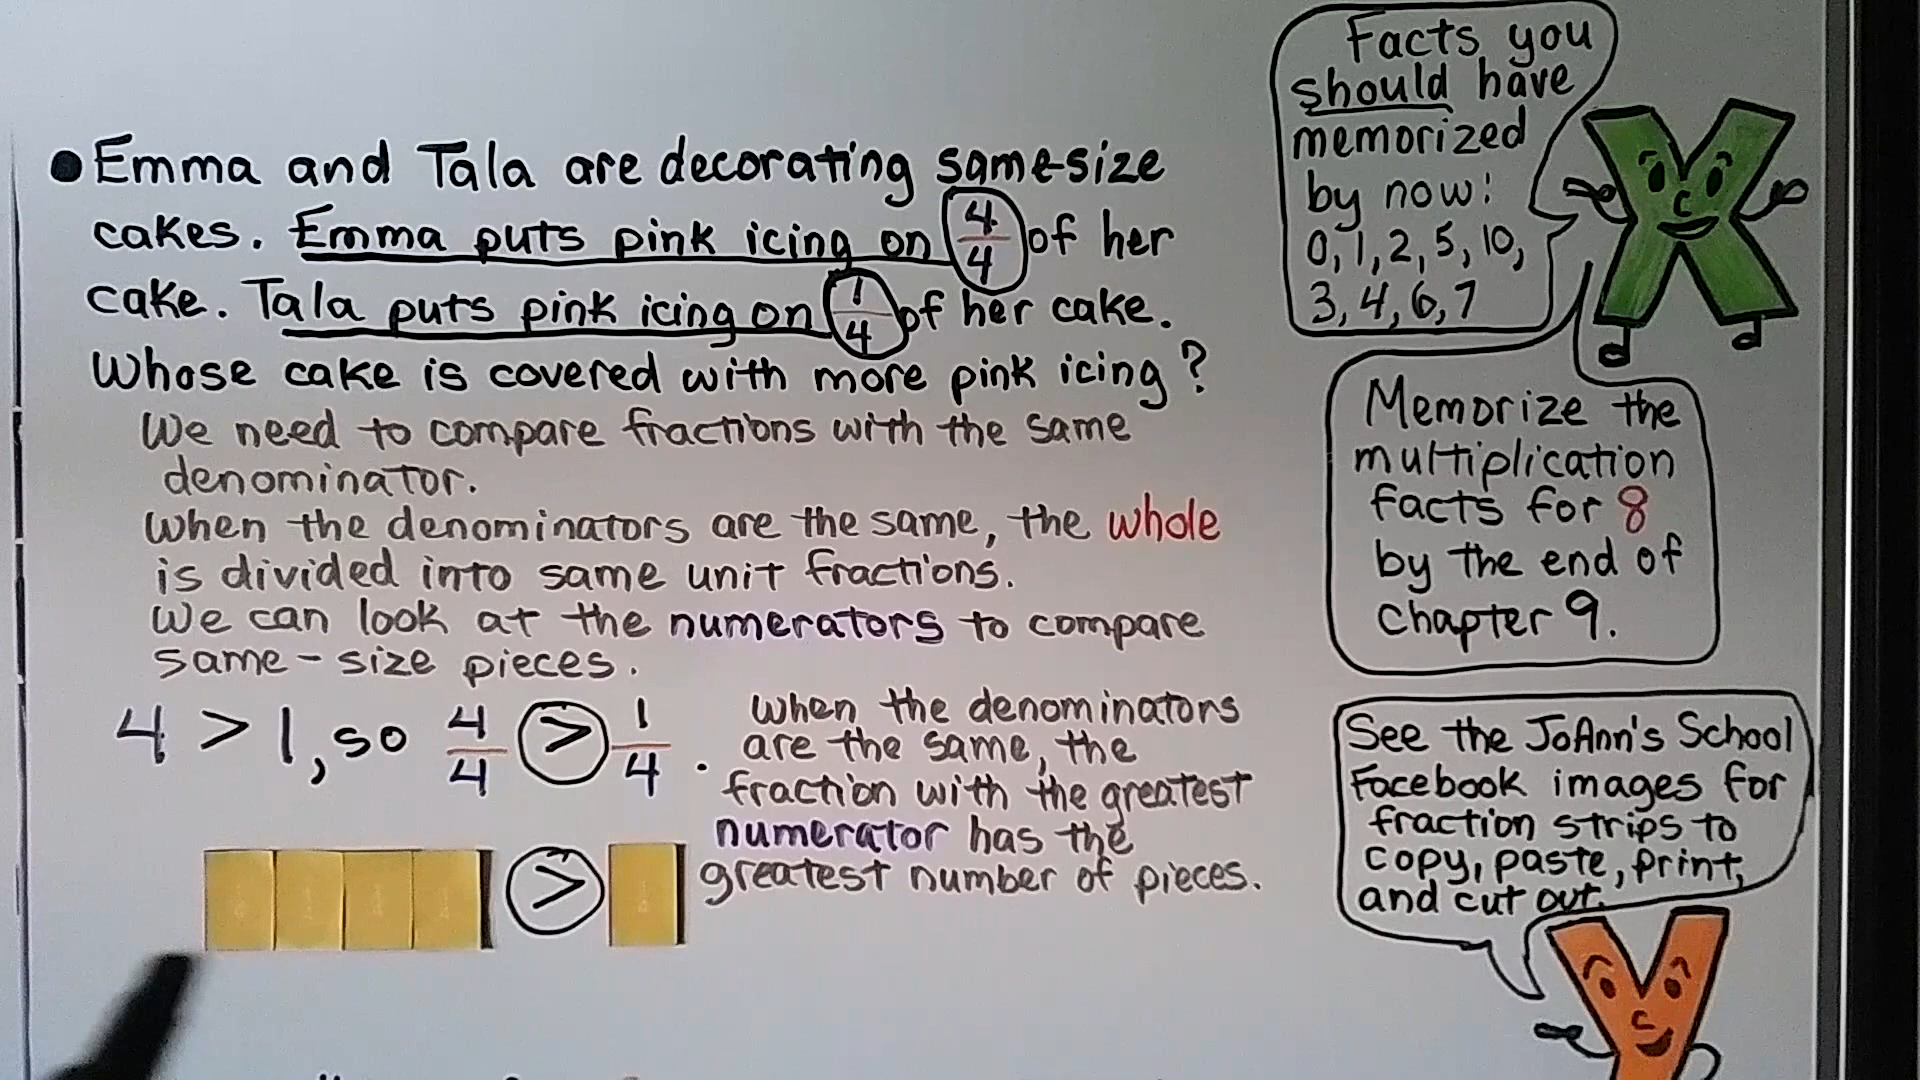 ● Emma and Tala are decorating same-size
cakes. Emma puts pink icing on 4/4 of her
cake. Tala puts pink icing on 1/4 of her cake.
Whose cake is covered with more pink icing?
We need to compare fractions with the same
denominator.
When the denominators are the same, the whole
is divided into same unit fractions.
We can look at the numerators to compare
same-size pieces.
4 > 1, so 4/4 > 1/4.
When the denominators
are the same, the
fraction with the greatest
numerator has the
greatest number of pieces.
>
Facts you
should have
memorized
by now:
0, 1, 2, 5, 10,
3, 4, 6, 7
Memorize the
multiplication
facts for 8
by the end of
Chapter 9.
See the JoAnn's School
Facebook images for
fraction strips to
copy, paste, print,
and cut out.